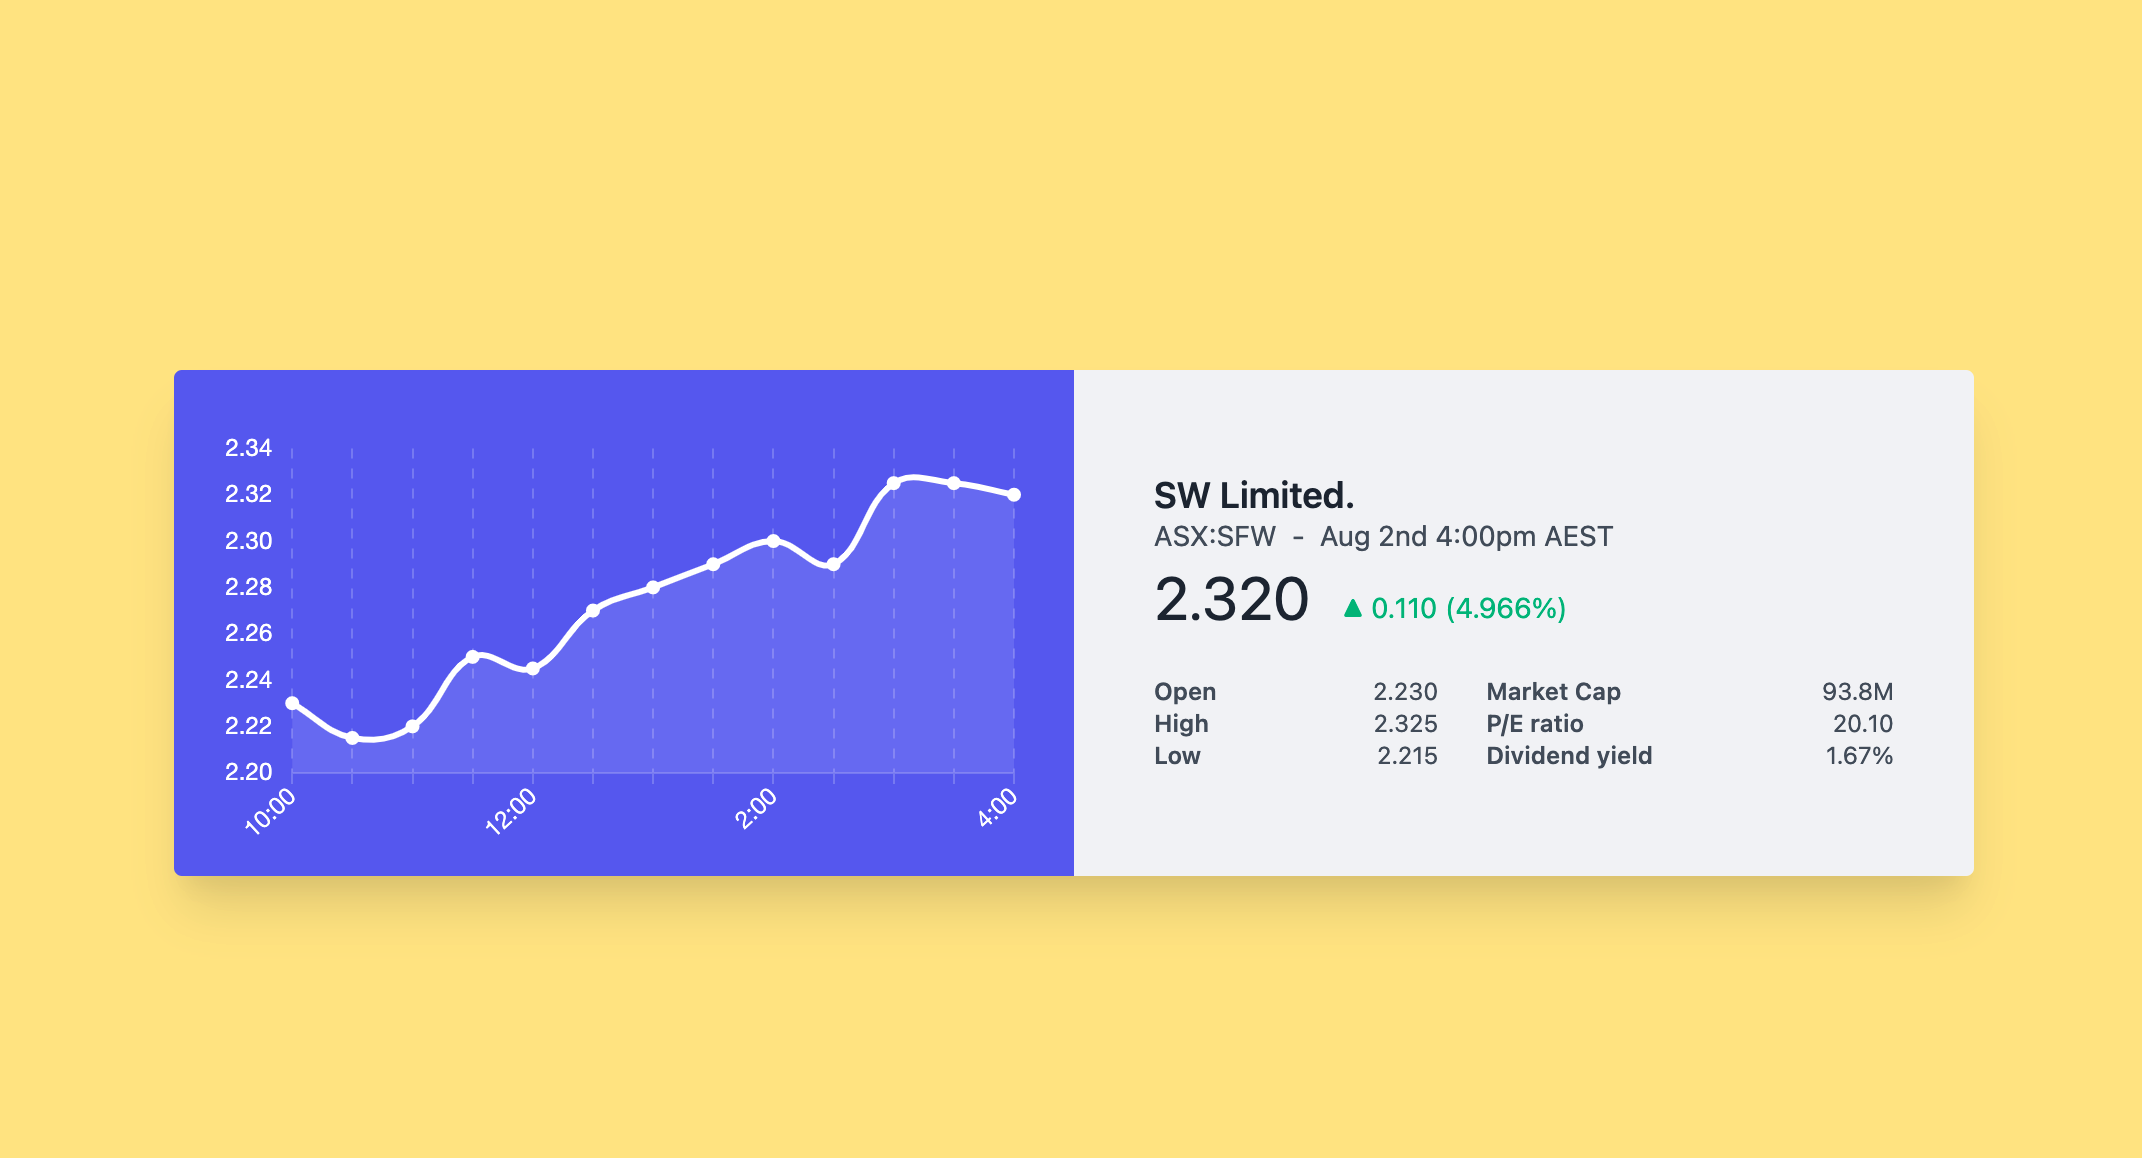 2.34
2.32
2.30
2.28
2.26
2.24
2.22
2.20
10:00 12:00 2:00 4:00
SW Limited.
ASX:SFW - Aug 2nd 4:00pm AEST
2.320 ▲ 0.110 (4.966%)
Open 2.230 Market Cap 93.8M
High 2.325 P/E ratio 20.10
Low 2.215 Dividend yield 1.67%